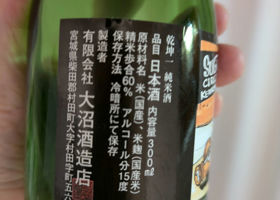 乾坤一 純米酒
品目 日本酒 内容量300ml
原材料名 米(国産)、米麹(国産米)
精米歩合60% アルコール分15度
保存方法 冷暗所にて保存
製造者
有限会社 大沼酒造店
宮城県柴田郡村田町大字村田字町五六